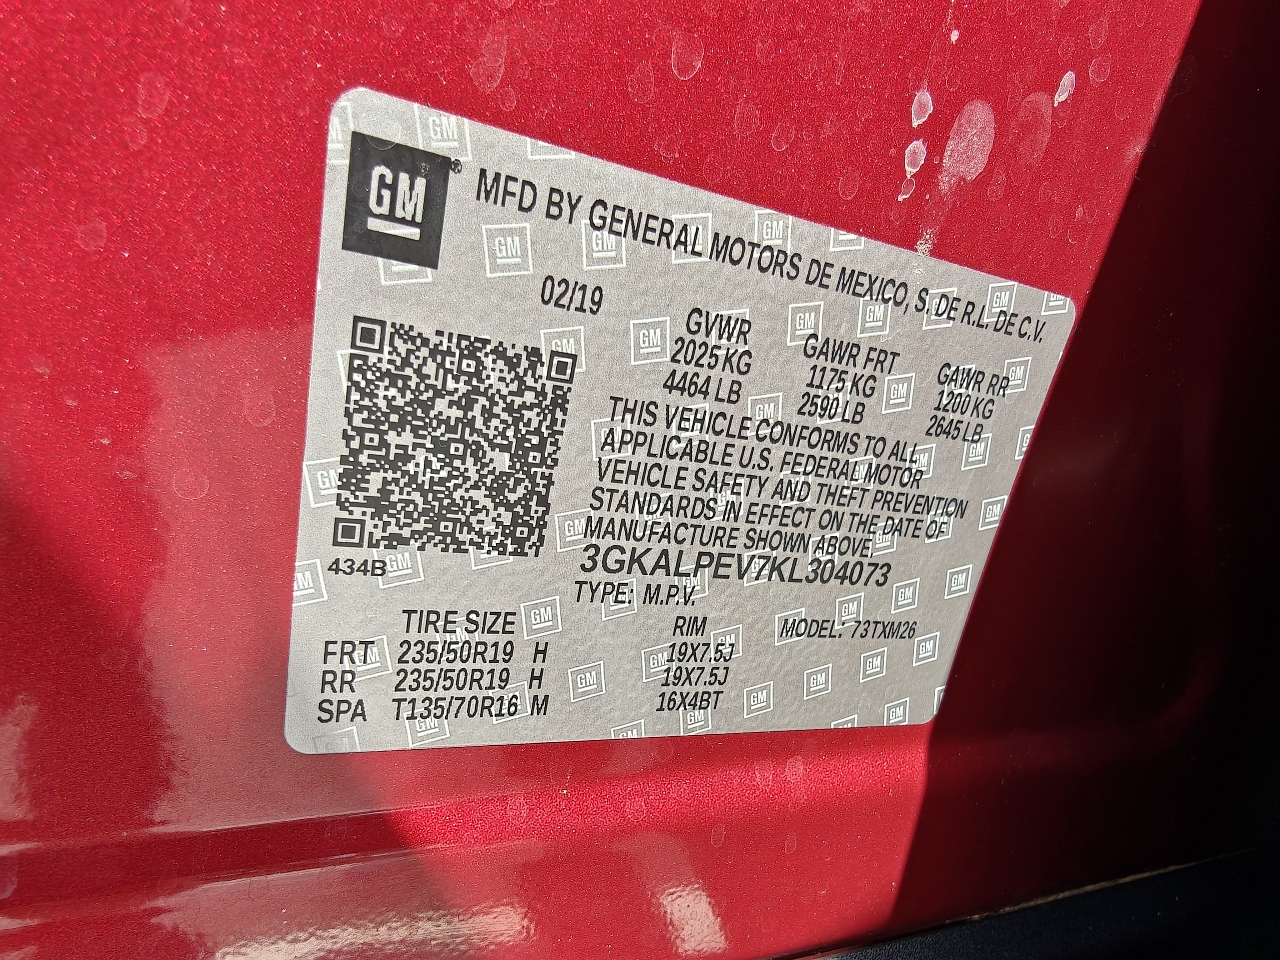 GM®
MFD BY GENERAL MOTORS DE MEXICO, S. DE R.L. DE C.V.
02/19
GVWR GAWR FRT GAWR RR
2025 KG 1175 KG 1200 KG
4464 LB 2590 LB 2645 LB
THIS VEHICLE CONFORMS TO ALL
APPLICABLE U.S. FEDERAL MOTOR
VEHICLE SAFETY AND THEFT PREVENTION
STANDARDS IN EFFECT ON THE DATE OF
MANUFACTURE SHOWN ABOVE,
3GKALPEV7KL304073
434B
TYPE: M.P.V.
TIRE SIZE RIM MODEL: 73TXM26
FRT 235/50R19 H 19X7.5J
RR 235/50R19 H 19X7.5J
SPA T135/70R16 M 16X4BT